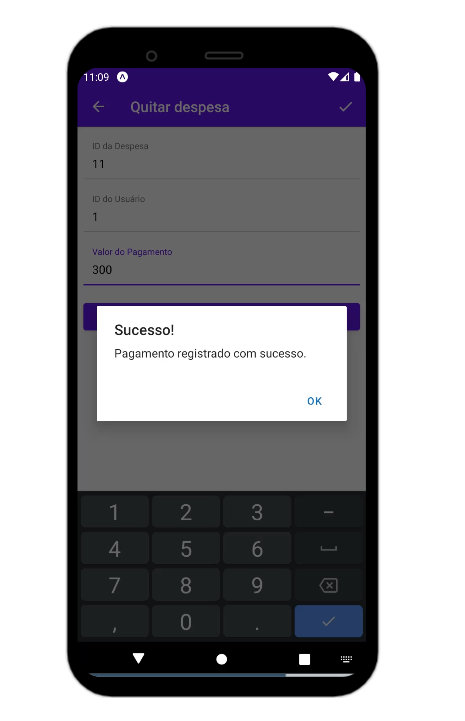 11:09
Quitar despesa
ID da Despesa
11
ID do Usuário
1
Valor do Pagamento
300
Sucesso!
Pagamento registrado com sucesso.
OK
1 2 3 -
4 5 6
7 8 9
, 0 .